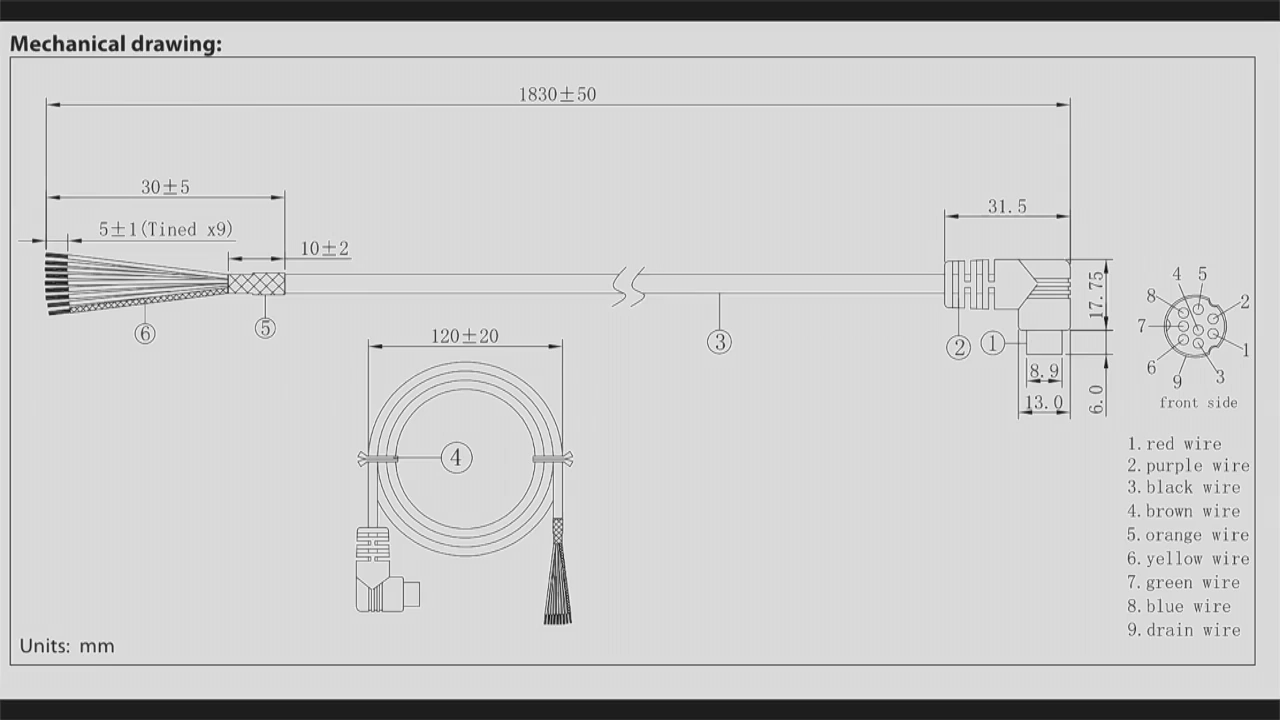 Mechanical drawing:
1830±50
30±5
5±1(Tined x9)
10±2
31.5
17.75
6
5
3
2
1
8.9
13.0
6.0
120±20
4
4 5
8 2
7
6 1
9 3
front side
1.red wire
2.purple wire
3.black wire
4.brown wire
5.orange wire
6.yellow wire
7.green wire
8.blue wire
9.drain wire
Units: mm